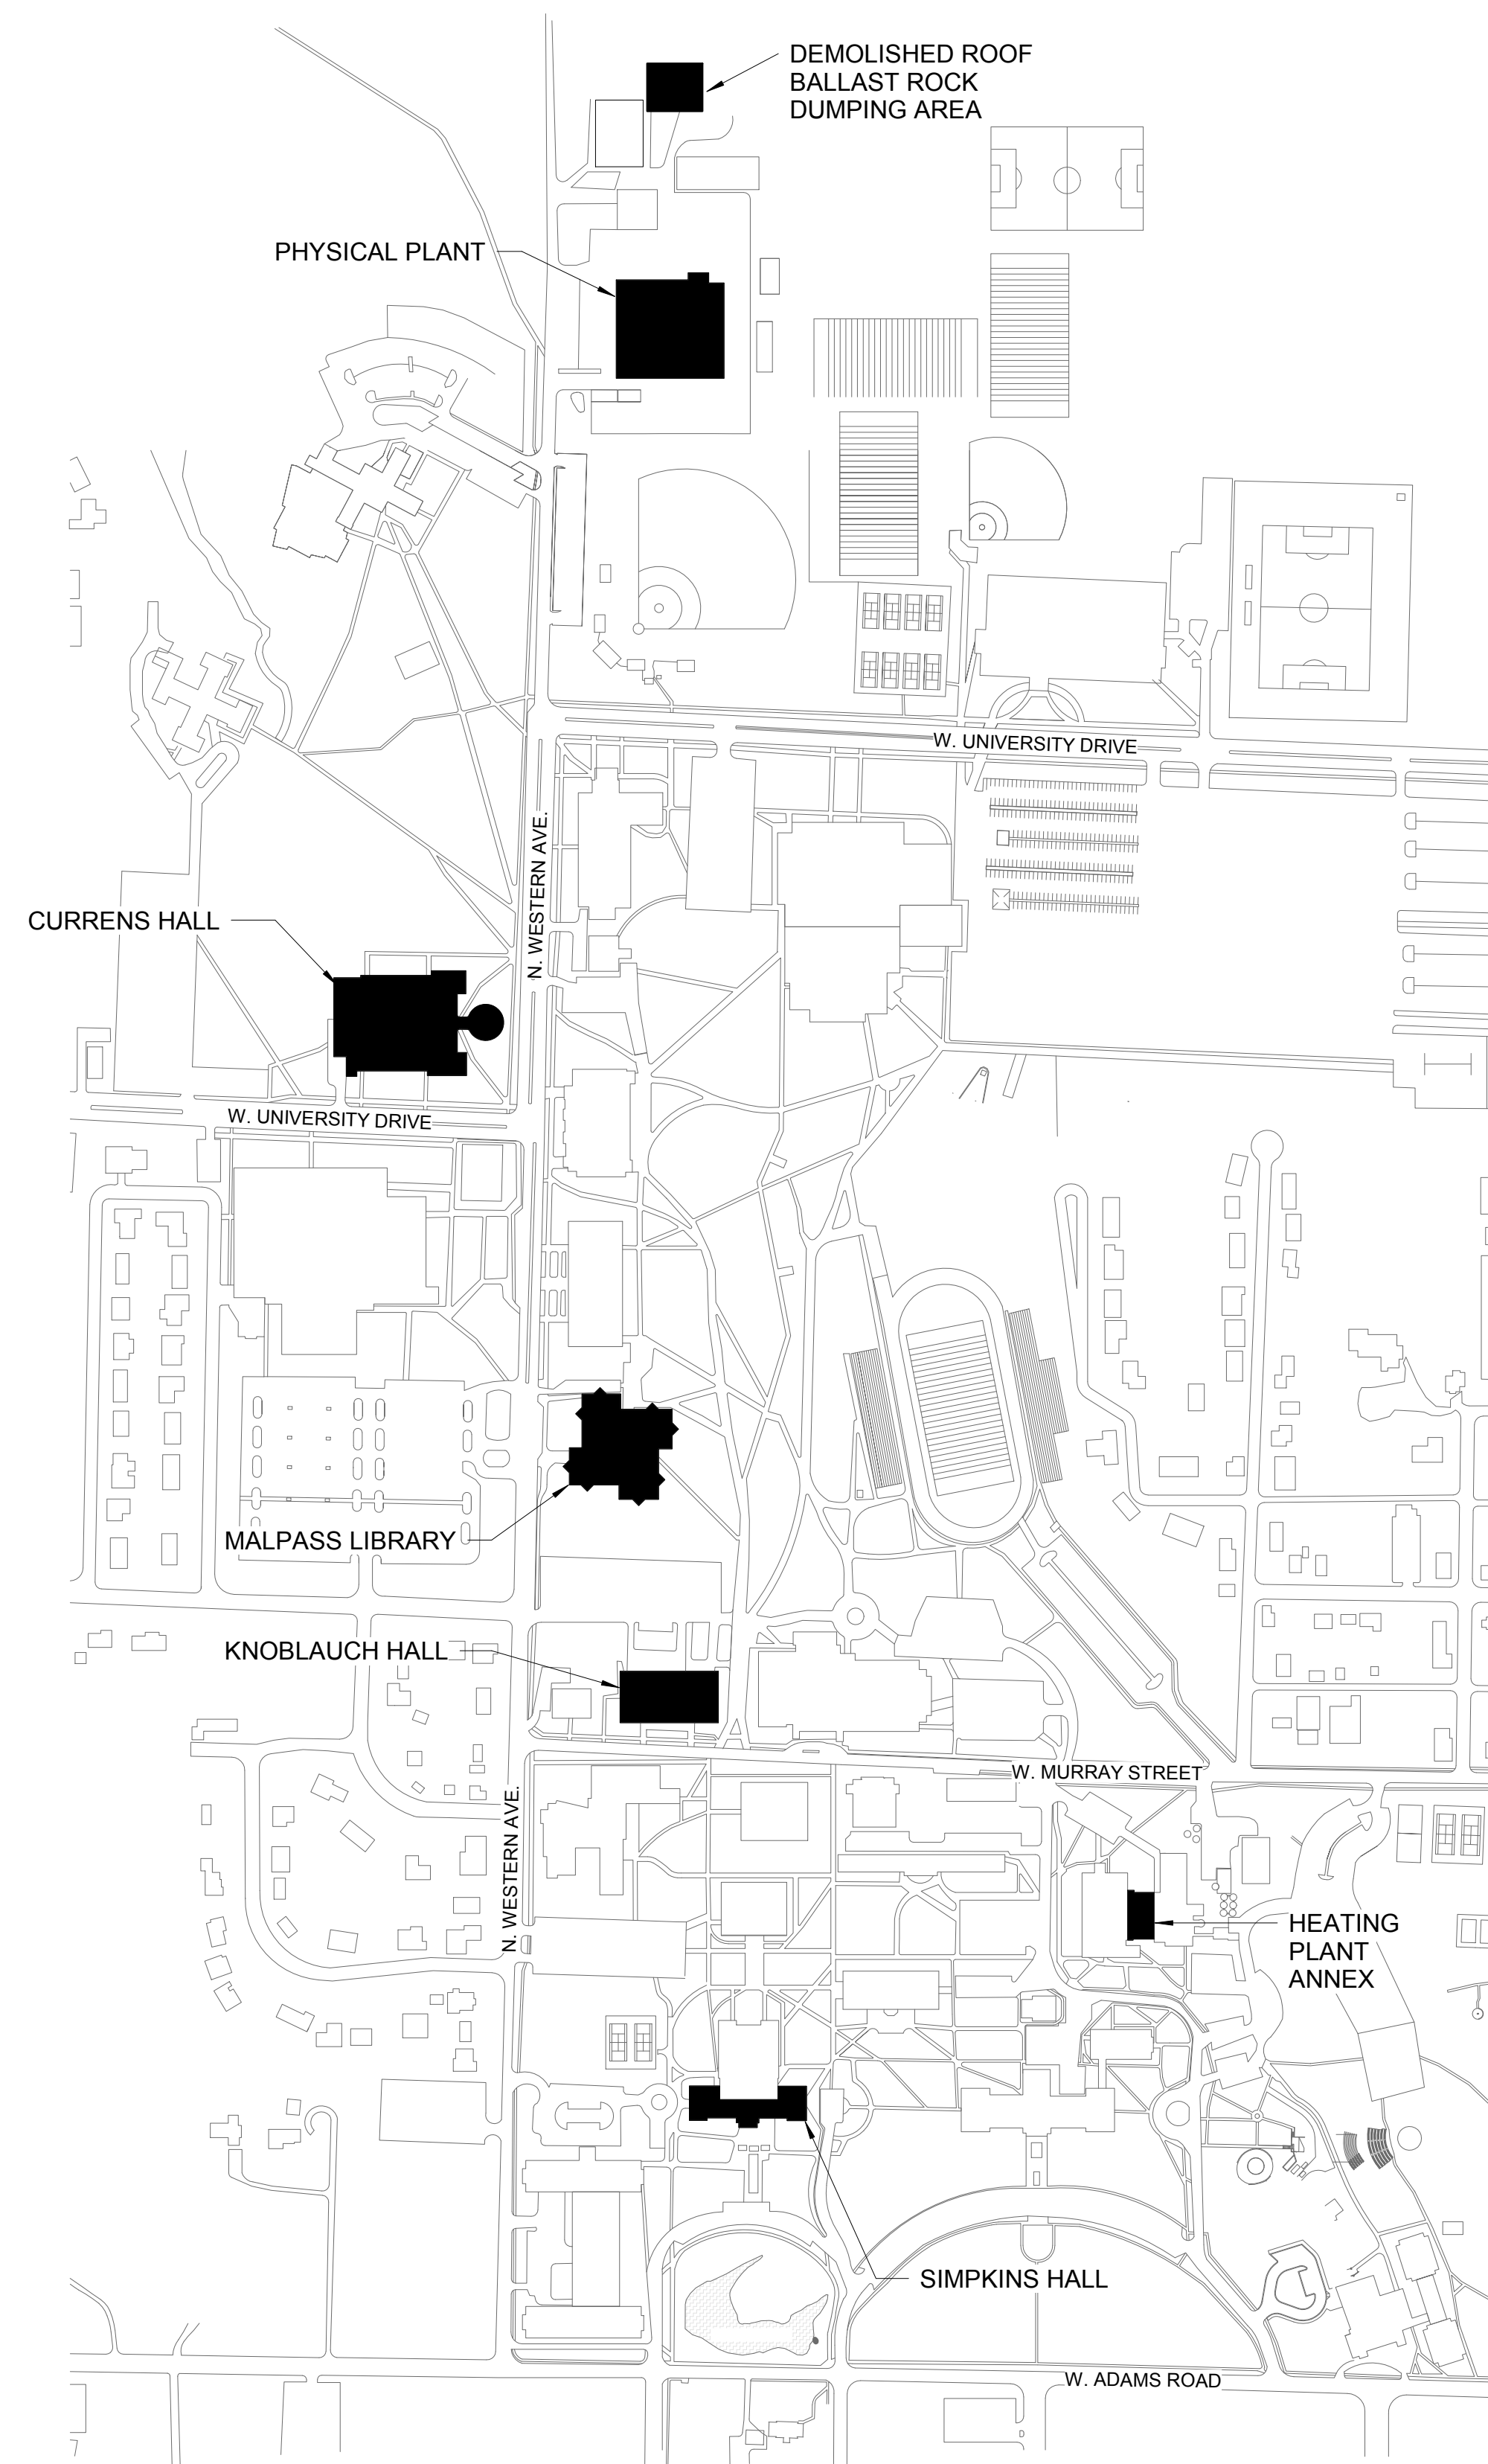 DEMOLISHED ROOF
BALLAST ROCK
DUMPING AREA
PHYSICAL PLANT
W. UNIVERSITY DRIVE
N. WESTERN AVE.
CURRENS HALL
W. UNIVERSITY DRIVE
MALPASS LIBRARY
KNOBLAUCH HALL
W. MURRAY STREET
N. WESTERN AVE.
HEATING
PLANT
ANNEX
SIMPKINS HALL
W. ADAMS ROAD